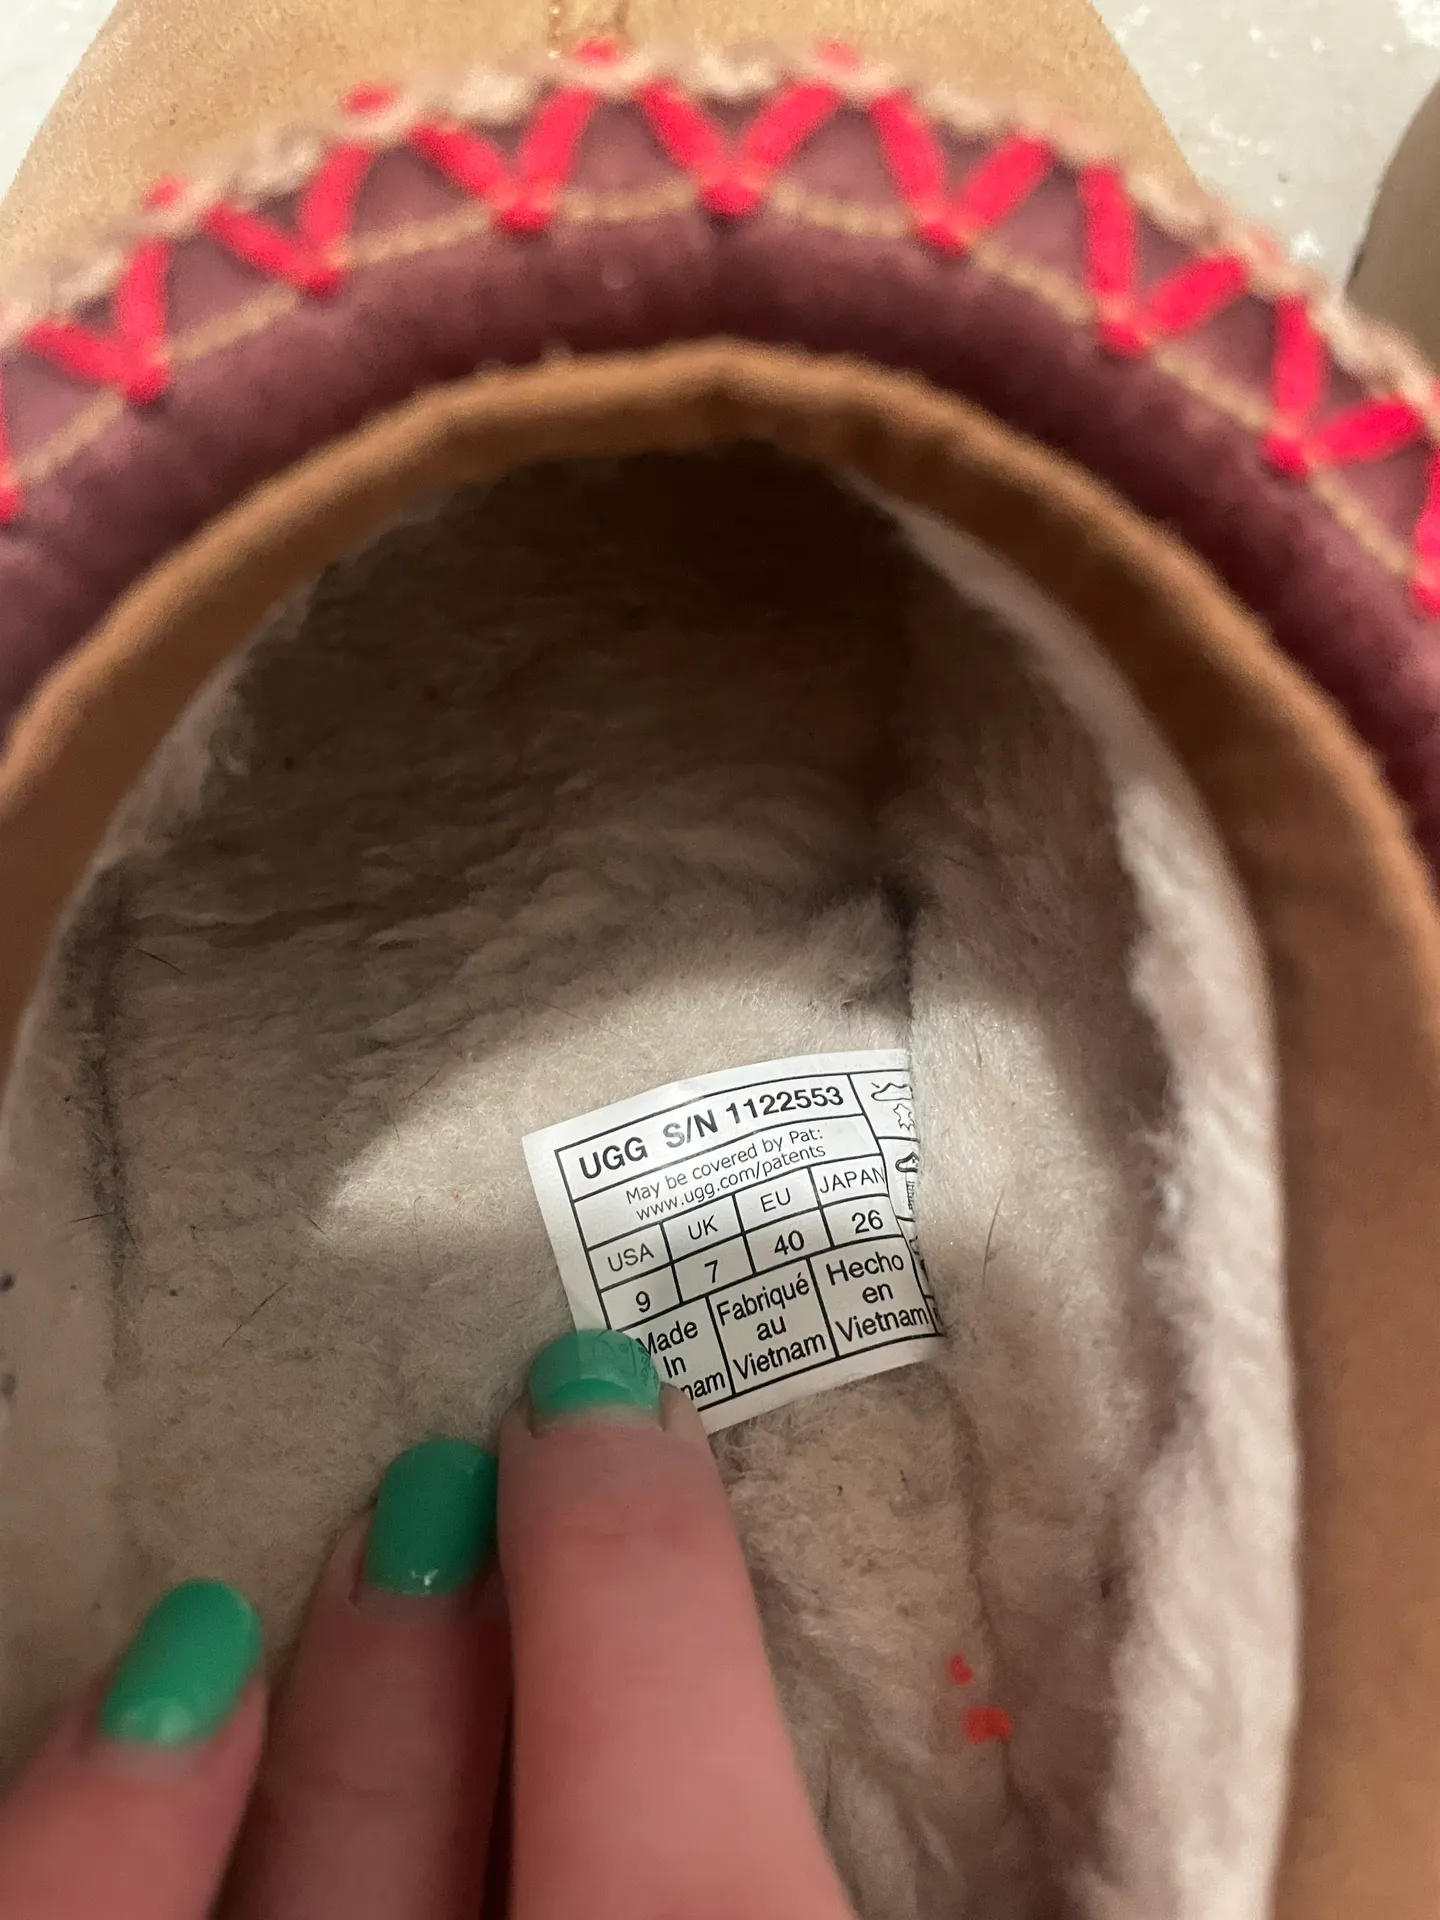 UGG S/N 1122553
May be covered by Pat:
www.ugg.com/patents
USA UK EU JAPAN
9 7 40 26
Made
In
nam
Fabriqué
au
Vietnam
Hecho
en
Vietnam